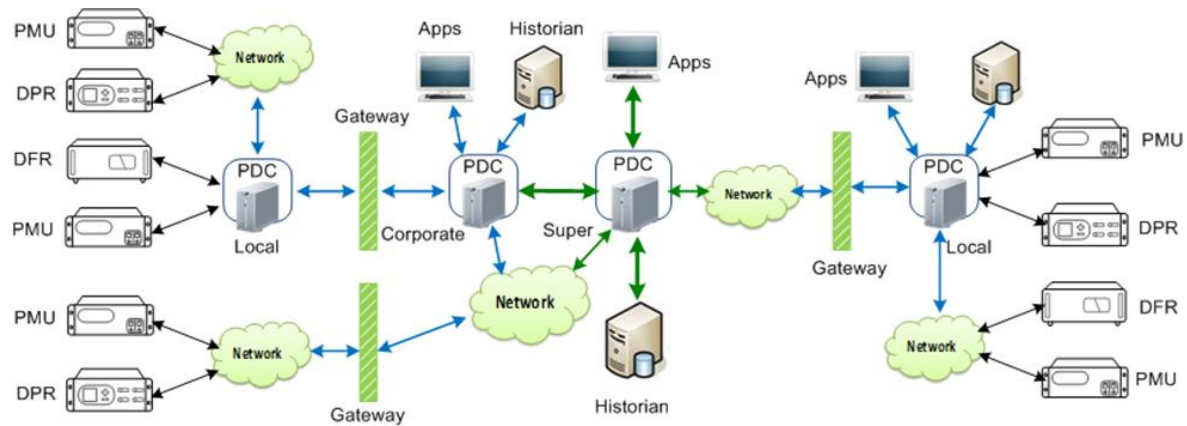 PMU
Network
DPR
DFR
PMU
PDC
Local
Gateway
PMU
DPR
Network
Gateway
Apps
Historian
PDC
Corporate
Network
Apps
PDC
Super
Historian
Network
Gateway
Apps
PDC
Local
PMU
DPR
Network
DFR
PMU